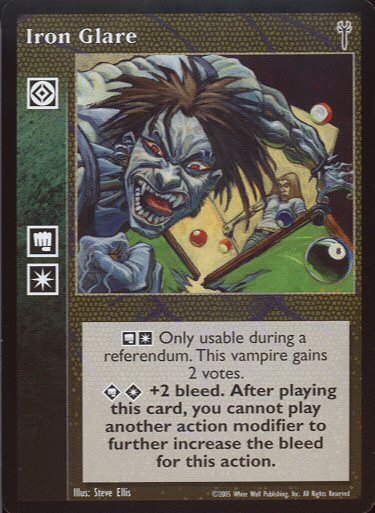 Iron Glare
8
Only usable during a
referendum. This vampire gains
2 votes.
+2 bleed. After playing
this card, you cannot play
another action modifier to
further increase the bleed
for this action.
Illus: Steve Ellis ©2005 White Wolf Publishing, Inc. All Rights Reserved